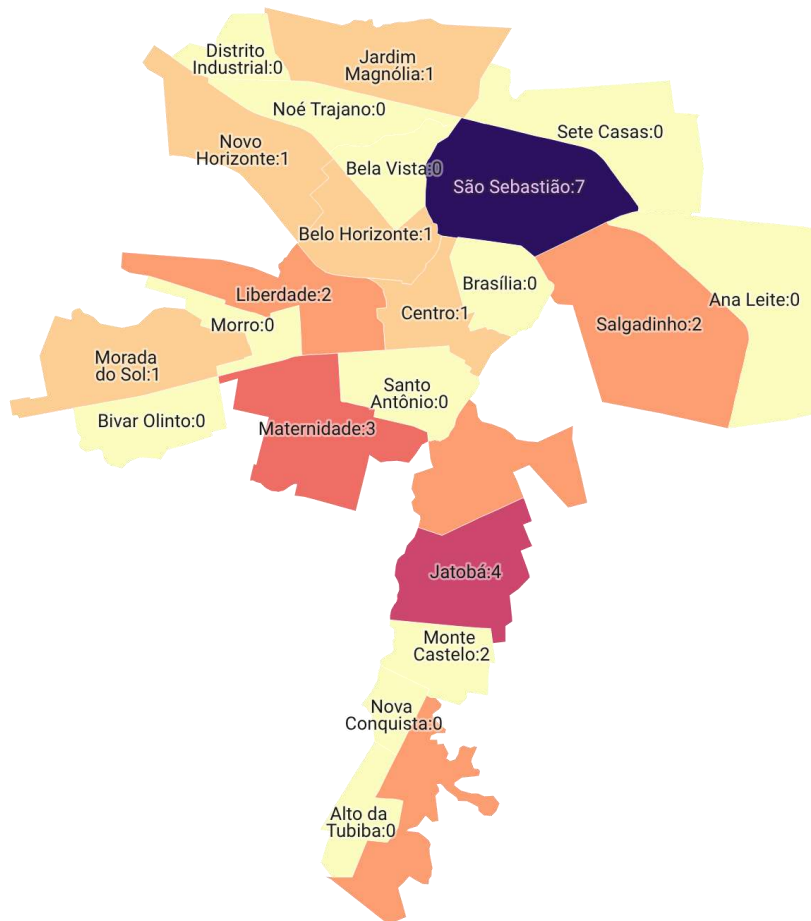 Distrito
Industrial:0
Jardim
Magnólia:1
Noé Trajano:0
Sete Casas:0
Novo
Horizonte:1
Bela Vista:0
São Sebastião:7
Belo Horizonte:1
Brasília:0
Liberdade:2
Ana Leite:0
Centro:1
Morro:0
Salgadinho:2
Morada
do Sol:1
Santo
Antônio:0
Bivar Olinto:0
Maternidade:3
Jatobá:4
Monte
Castelo:2
Nova
Conquista:0
Alto da
Tubiba:0